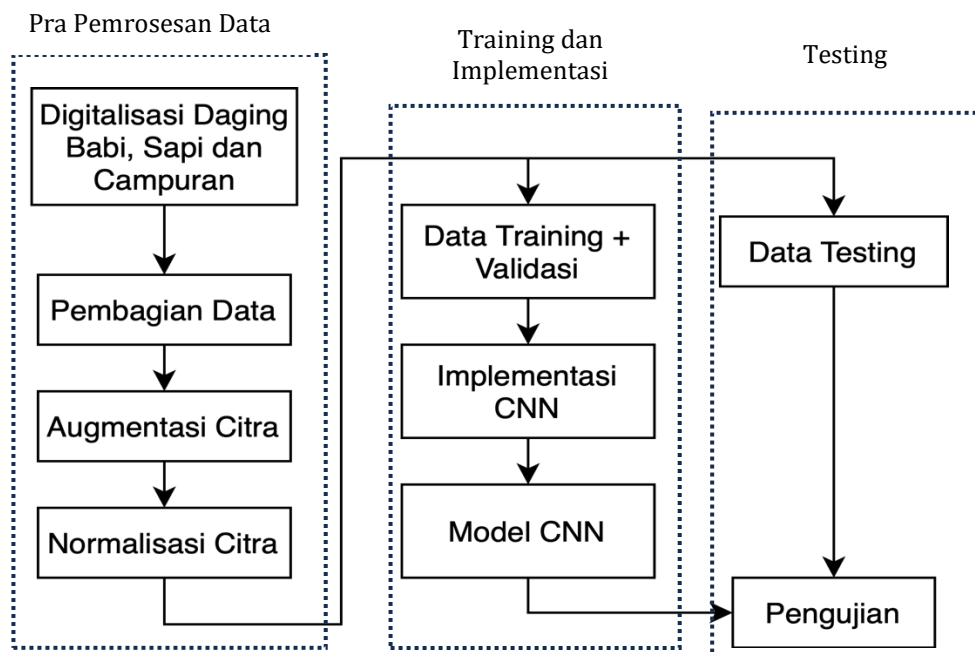 Pra Pemrosesan Data
Digitalisasi Daging
Babi, Sapi dan
Campuran
Pembagian Data
Augmentasi Citra
Normalisasi Citra
Training dan
Implementasi
Data Training +
Validasi
Implementasi
CNN
Model CNN
Testing
Data Testing
Pengujian